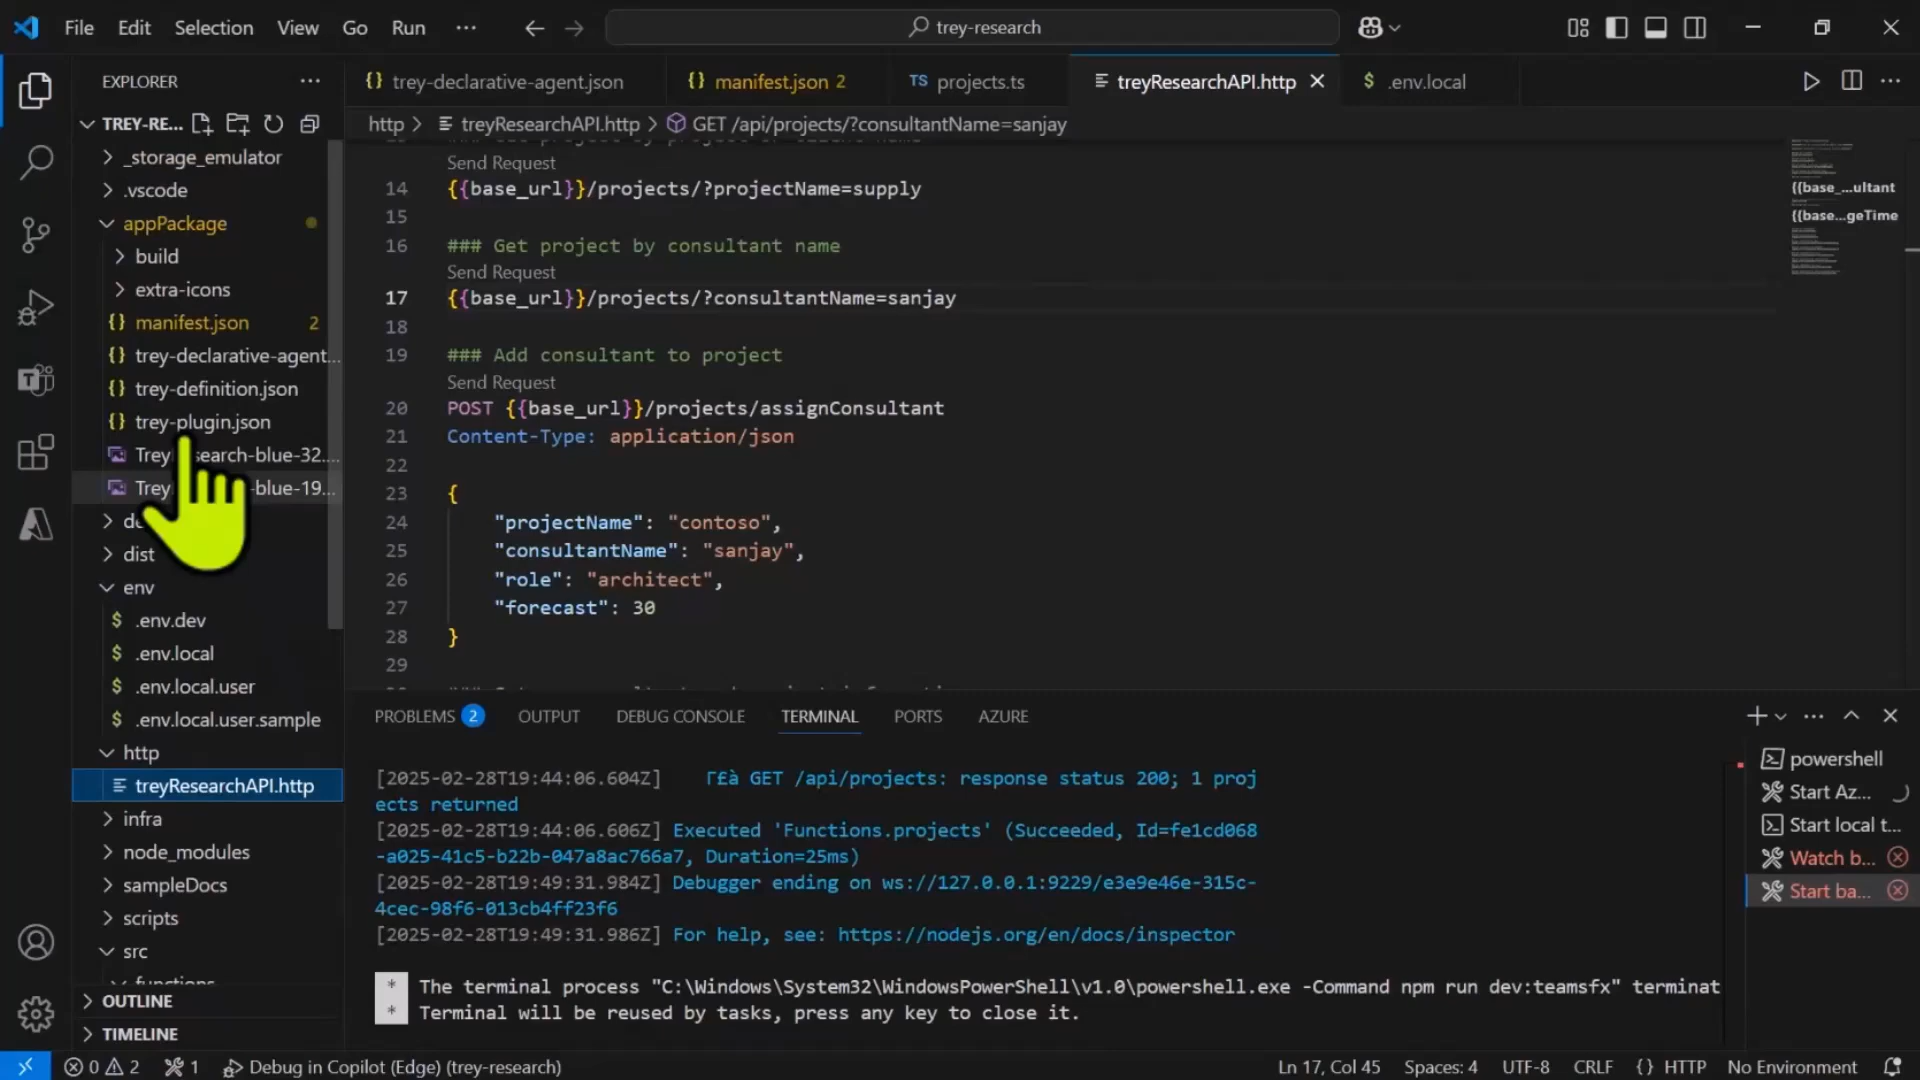 File Edit Selection View Go Run ···
trey-research
EXPLORER
TREY-RE...
_storage_emulator
.vscode
appPackage
build
extra-icons
{} manifest.json 2
{} trey-declarative-agent...
{} trey-definition.json
{} trey-plugin.json
-blue-32...
-blue-19...
dist
env
$ .env.dev
$ .env.local
$ .env.local.user
$ .env.local.user.sample
http
treyResearchAPI.http
infra
node_modules
sampleDocs
scripts
src
functions
OUTLINE
TIMELINE
{} trey-declarative-agent.json
{} manifest.json 2
TS projects.ts
treyResearchAPI.http
$ .env.local
http > treyResearchAPI.http > GET /api/projects/?consultantName=sanjay
Send Request
14 {{base_url}}/projects/?projectName=supply
15
16 ### Get project by consultant name
Send Request
17 {{base_url}}/projects/?consultantName=sanjay
18
19 ### Add consultant to project
Send Request
20 POST {{base_url}}/projects/assignConsultant
21 Content-Type: application/json
22
23 {
24 "projectName": "contoso",
25 "consultantName": "sanjay",
26 "role": "architect",
27 "forecast": 30
28 }
29
{{base_...ultant
{{base...geTime
PROBLEMS 2 OUTPUT DEBUG CONSOLE TERMINAL PORTS AZURE
[2025-02-28T19:44:06.604Z] Γ£à GET /api/projects: response status 200; 1 proj
ects returned
[2025-02-28T19:44:06.606Z] Executed 'Functions.projects' (Succeeded, Id=fe1cd068
-a025-41c5-b22b-047a8ac766a7, Duration=25ms)
[2025-02-28T19:49:31.984Z] Debugger ending on ws://127.0.0.1:9229/e3e9e46e-315c-
4cec-98f6-013cb4ff23f6
[2025-02-28T19:49:31.986Z] For help, see: https://nodejs.org/en/docs/inspector
* The terminal process "C:\Windows\System32\WindowsPowerShell\v1.0\powershell.exe -Command npm run dev:teamsfx" terminat
* Terminal will be reused by tasks, press any key to close it.
powershell
Start Az...
Start local t...
Watch b...
Start ba...
0 2 1 Debug in Copilot (Edge) (trey-research)
Ln 17, Col 45 Spaces: 4 UTF-8 CRLF {} HTTP No Environment